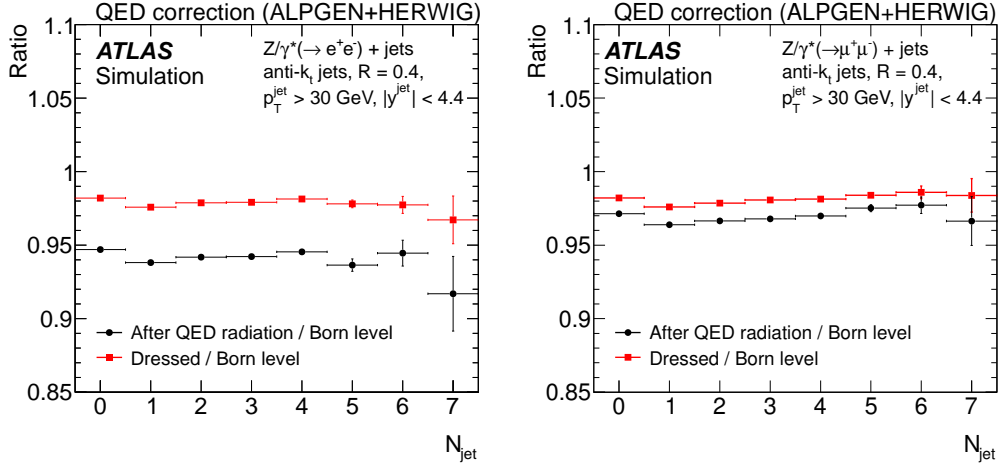 QED correction (ALPGEN+HERWIG)
Ratio
1.1
1.05
1
0.95
0.9
0.85
ATLAS
Simulation
Z/γ*(→ e⁺e⁻) + jets
anti-kₜ jets, R = 0.4,
p_T^jet > 30 GeV, |y^jet| < 4.4
After QED radiation / Born level
Dressed / Born level
0 1 2 3 4 5 6 7
N_jet
QED correction (ALPGEN+HERWIG)
Ratio
1.1
1.05
1
0.95
0.9
0.85
ATLAS
Simulation
Z/γ*(→μ⁺μ⁻) + jets
anti-kₜ jets, R = 0.4,
p_T^jet > 30 GeV, |y^jet| < 4.4
After QED radiation / Born level
Dressed / Born level
0 1 2 3 4 5 6 7
N_jet